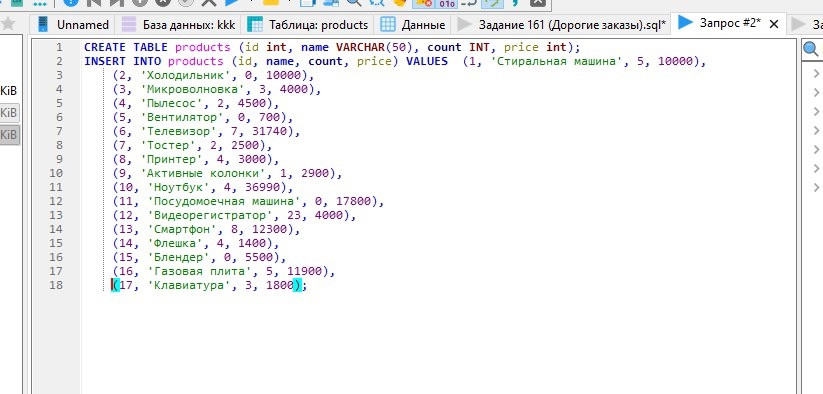 Unnamed База данных: kkk Таблица: products Данные Задание 161 (Дорогие заказы).sql* Запрос #2* За
KiB
KiB
KiB
1 CREATE TABLE products (id int, name VARCHAR(50), count INT, price int);
2 INSERT INTO products (id, name, count, price) VALUES (1, 'Стиральная машина', 5, 10000),
3 (2, 'Холодильник', 0, 10000),
4 (3, 'Микроволновка', 3, 4000),
5 (4, 'Пылесос', 2, 4500),
6 (5, 'Вентилятор', 0, 700),
7 (6, 'Телевизор', 7, 31740),
8 (7, 'Тостер', 2, 2500),
9 (8, 'Принтер', 4, 3000),
10 (9, 'Активные колонки', 1, 2900),
11 (10, 'Ноутбук', 4, 36990),
12 (11, 'Посудомоечная машина', 0, 17800),
13 (12, 'Видеорегистратор', 23, 4000),
14 (13, 'Смартфон', 8, 12300),
15 (14, 'Флешка', 4, 1400),
16 (15, 'Блендер', 0, 5500),
17 (16, 'Газовая плита', 5, 11900),
18 (17, 'Клавиатура', 3, 1800);